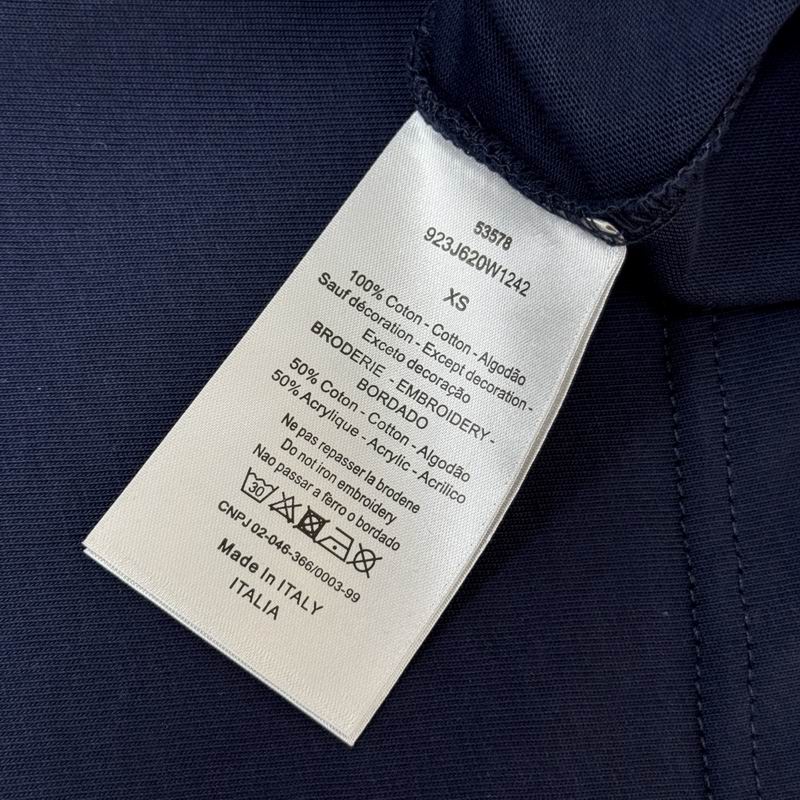 53578
923J620W1242
XS
100% Coton - Cotton - Algodão
Sauf décoration - Except decoration -
Exceto decoração
BRODERIE - EMBROIDERY -
BORDADO
50% Coton - Cotton - Algodão
50% Acrylique - Acrylic - Acrilico
Ne pas repasser la brodene
Do not iron embroidery
Nao passar a fèrro o bordado
30
CNPJ 02-046-366/0003-99
Made In ITALY
ITALIA